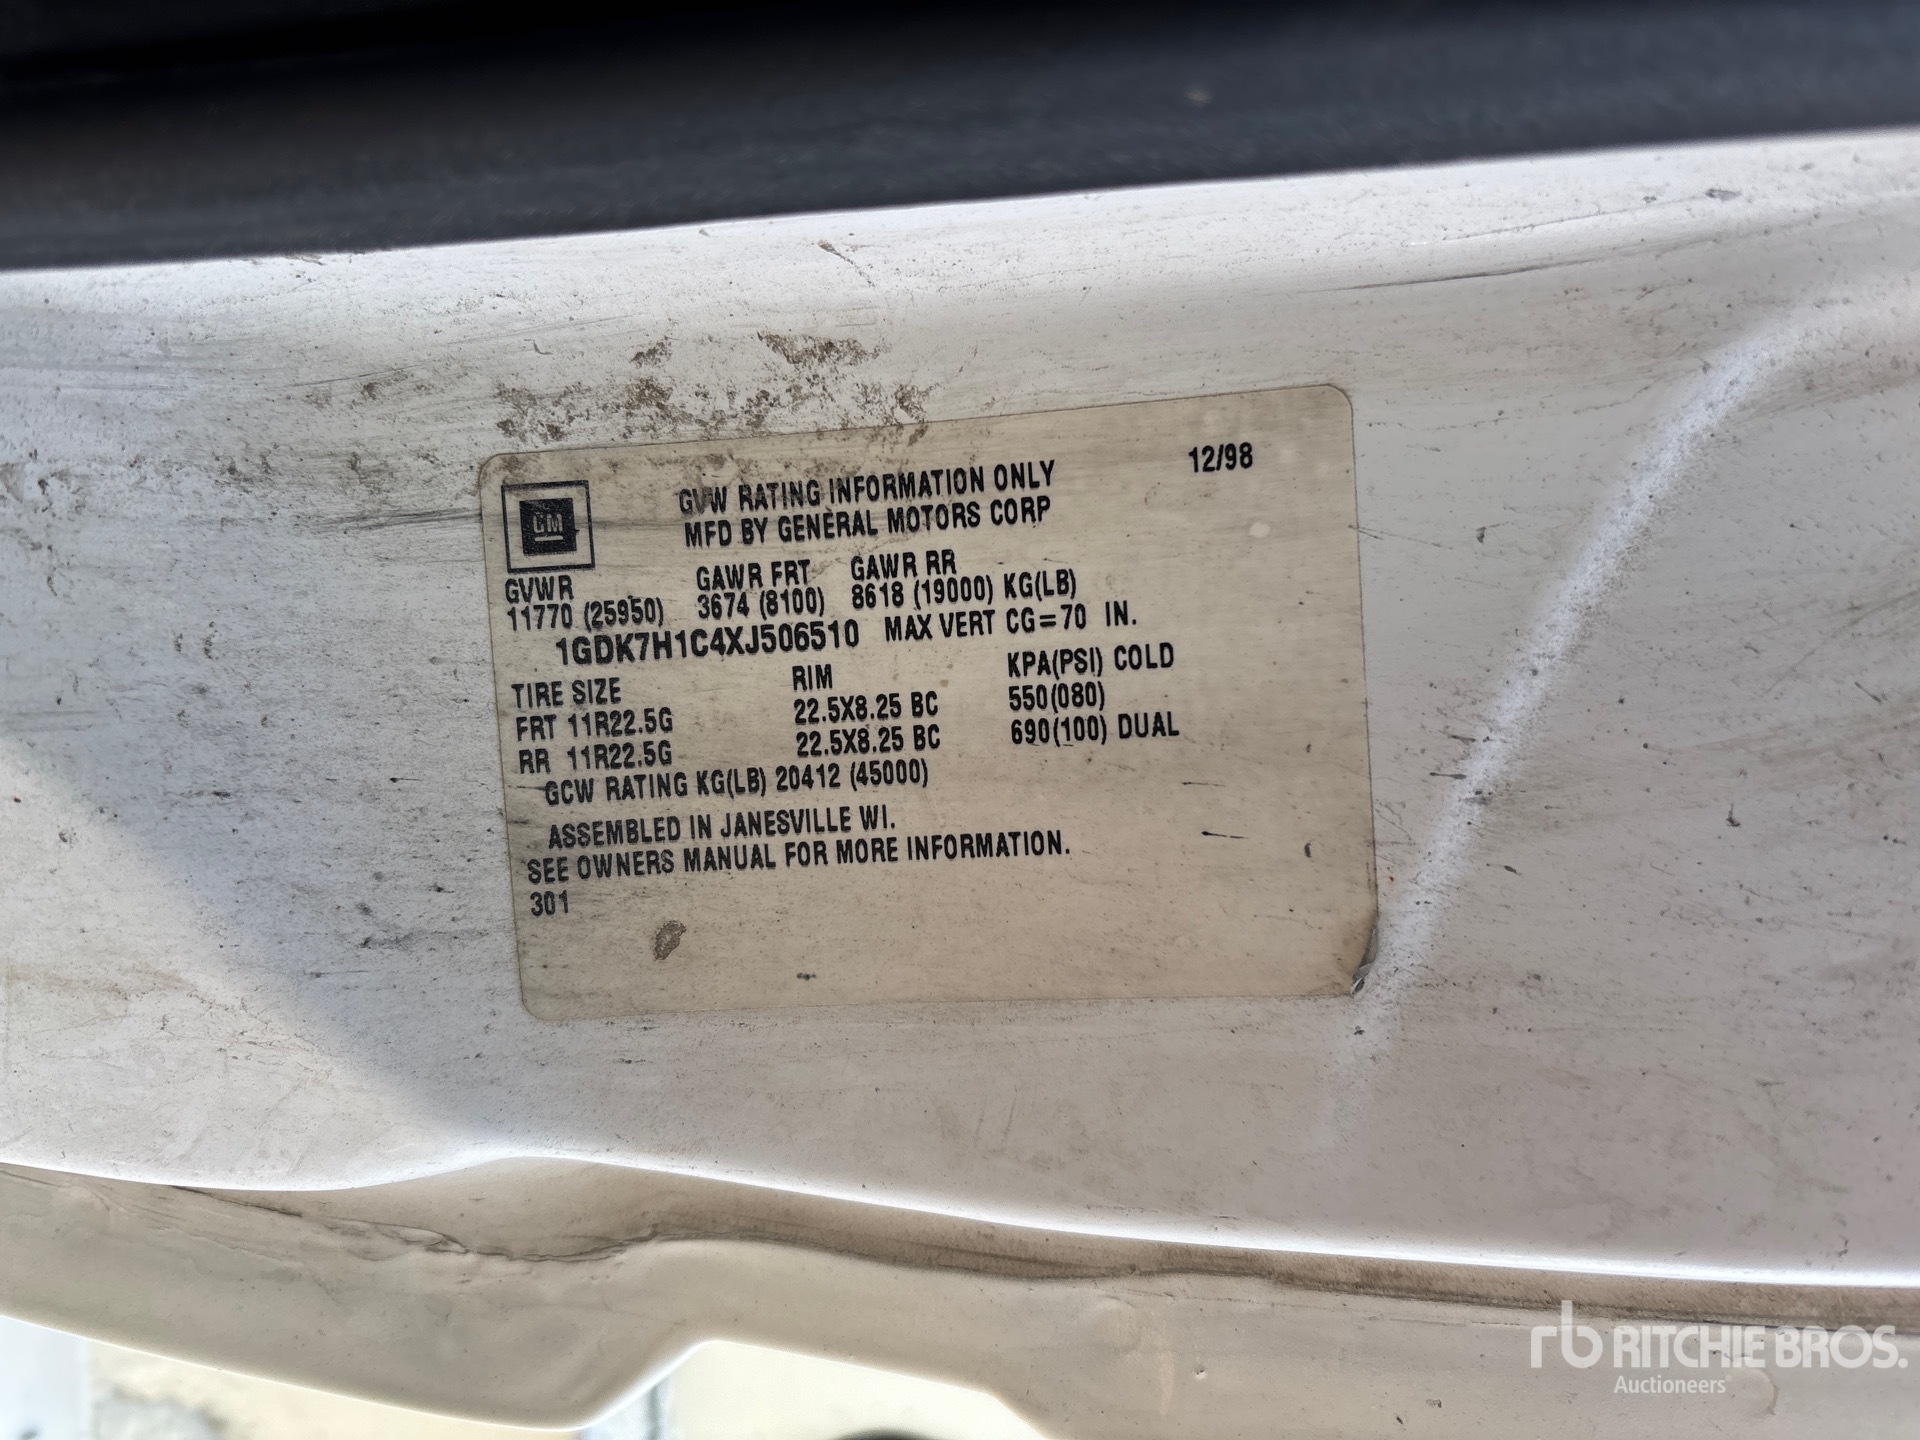 12/98
GM
GVW RATING INFORMATION ONLY
MFD BY GENERAL MOTORS CORP
GVWR GAWR FRT GAWR RR
11770 (25950) 3674 (8100) 8618 (19000) KG(LB)
1GDK7H1C4XJ506510 MAX VERT CG=70 IN.
TIRE SIZE RIM KPA(PSI) COLD
FRT 11R22.5G 22.5X8.25 BC 550(080)
RR 11R22.5G 22.5X8.25 BC 690(100) DUAL
GCW RATING KG(LB) 20412 (45000)
ASSEMBLED IN JANESVILLE WI.
SEE OWNERS MANUAL FOR MORE INFORMATION.
301
rb RITCHIE BROS.
Auctioneers